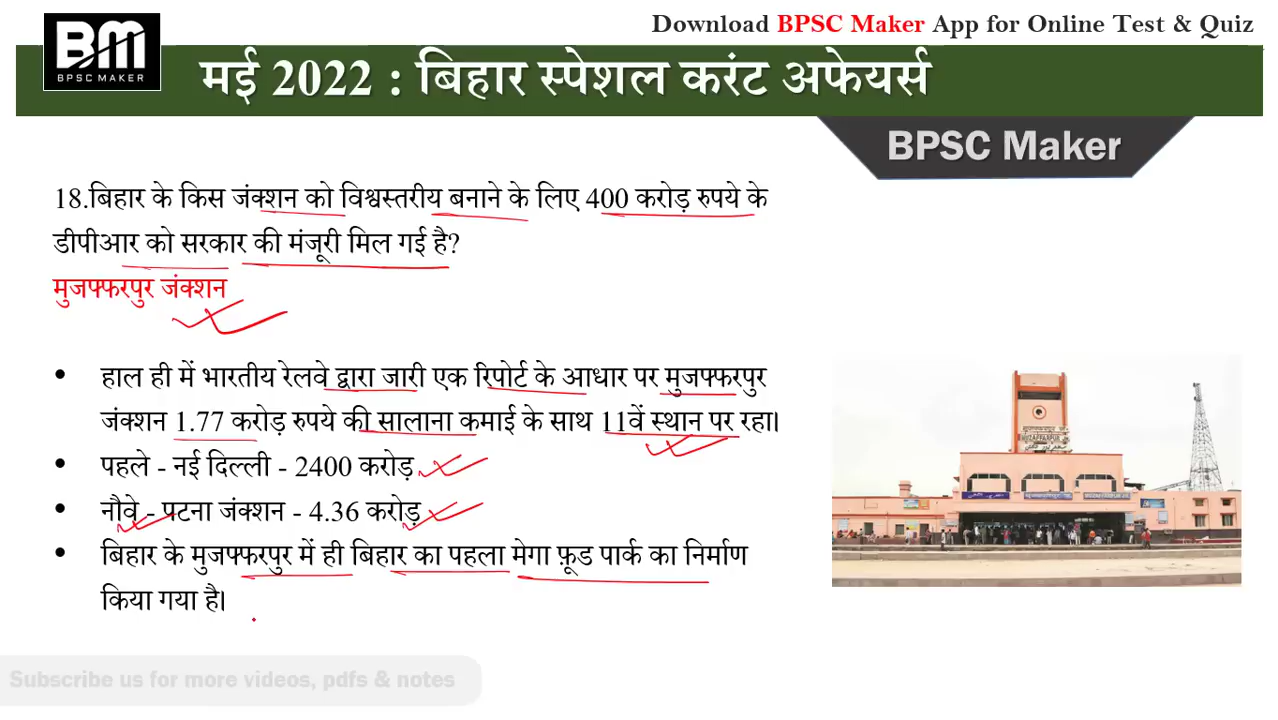 Download BPSC Maker App for Online Test & Quiz
BM
BPSC MAKER
मई 2022 : बिहार स्पेशल करंट अफेयर्स
BPSC Maker
18.बिहार के किस जंक्शन को विश्वस्तरीय बनाने के लिए 400 करोड़ रुपये के
डीपीआर को सरकार की मंजूरी मिल गई है?
मुजफ्फरपुर जंक्शन
• हाल ही में भारतीय रेलवे द्वारा जारी एक रिपोर्ट के आधार पर मुजफ्फरपुर
जंक्शन 1.77 करोड़ रुपये की सालाना कमाई के साथ 11वें स्थान पर रहा।
• पहले - नई दिल्ली - 2400 करोड़
• नौवे - पटना जंक्शन - 4.36 करोड़
• बिहार के मुजफ्फरपुर में ही बिहार का पहला मेगा फ़ूड पार्क का निर्माण
किया गया है।
Subscribe us for more videos, pdfs & notes